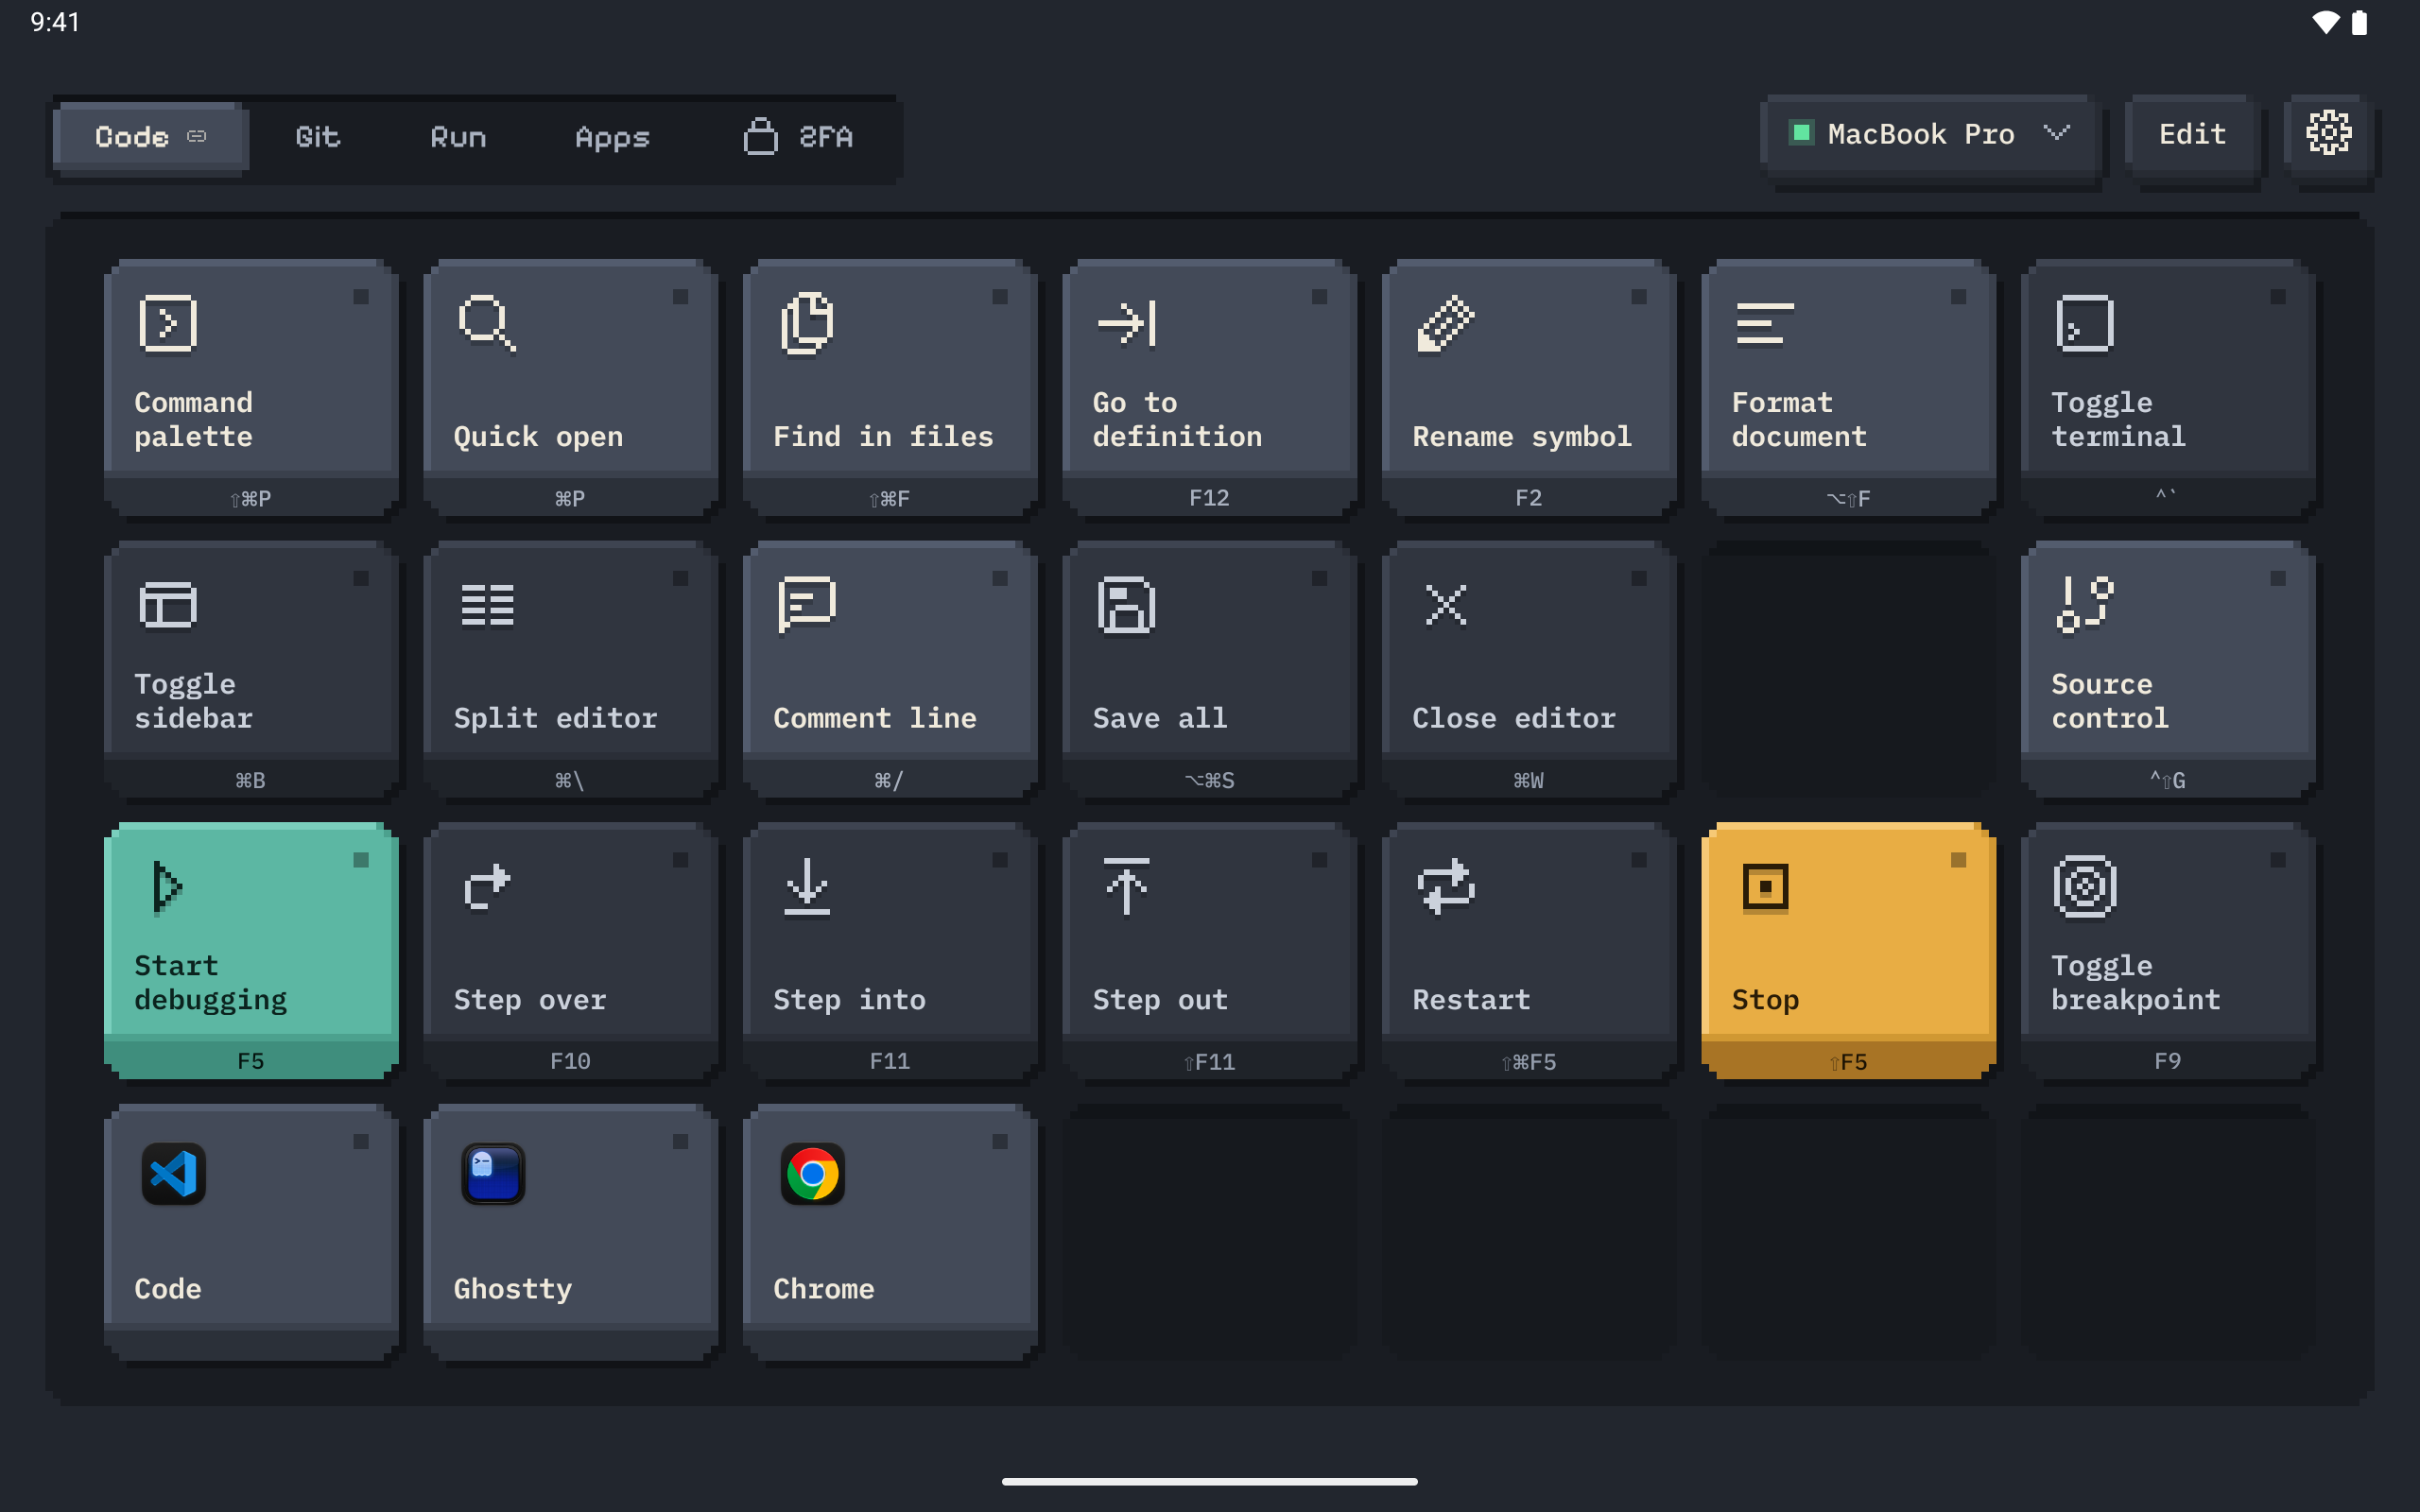 9:41
Code Git Run Apps 2FA
MacBook Pro Edit
Command palette
Quick open
Find in files
Go to definition
Rename symbol
Format document
Toggle terminal
⇧⌘P
⌘P
⇧⌘F
F12
F2
⌥⇧F
^`
Toggle sidebar
Split editor
Comment line
Save all
Close editor
Source control
⌘B
⌘\
⌘/
⌥⌘S
⌘W
^⇧G
Start debugging
Step over
Step into
Step out
Restart
Stop
Toggle breakpoint
F5
F10
F11
⇧F11
⇧⌘F5
⇧F5
F9
Code
Ghostty
Chrome